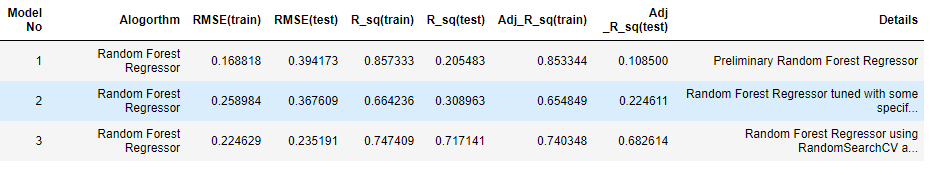 Model No Alogorthm RMSE(train) RMSE(test) R_sq(train) R_sq(test) Adj_R_sq(train) Adj _R_sq(test) Details
1 Random Forest Regressor 0.168818 0.394173 0.857333 0.205483 0.853344 0.108500 Preliminary Random Forest Regressor
2 Random Forest Regressor 0.258984 0.367609 0.664236 0.308963 0.654849 0.224611 Random Forest Regressor tuned with some specif...
3 Random Forest Regressor 0.224629 0.235191 0.747409 0.717141 0.740348 0.682614 Random Forest Regressor using RandomSearchCV a...